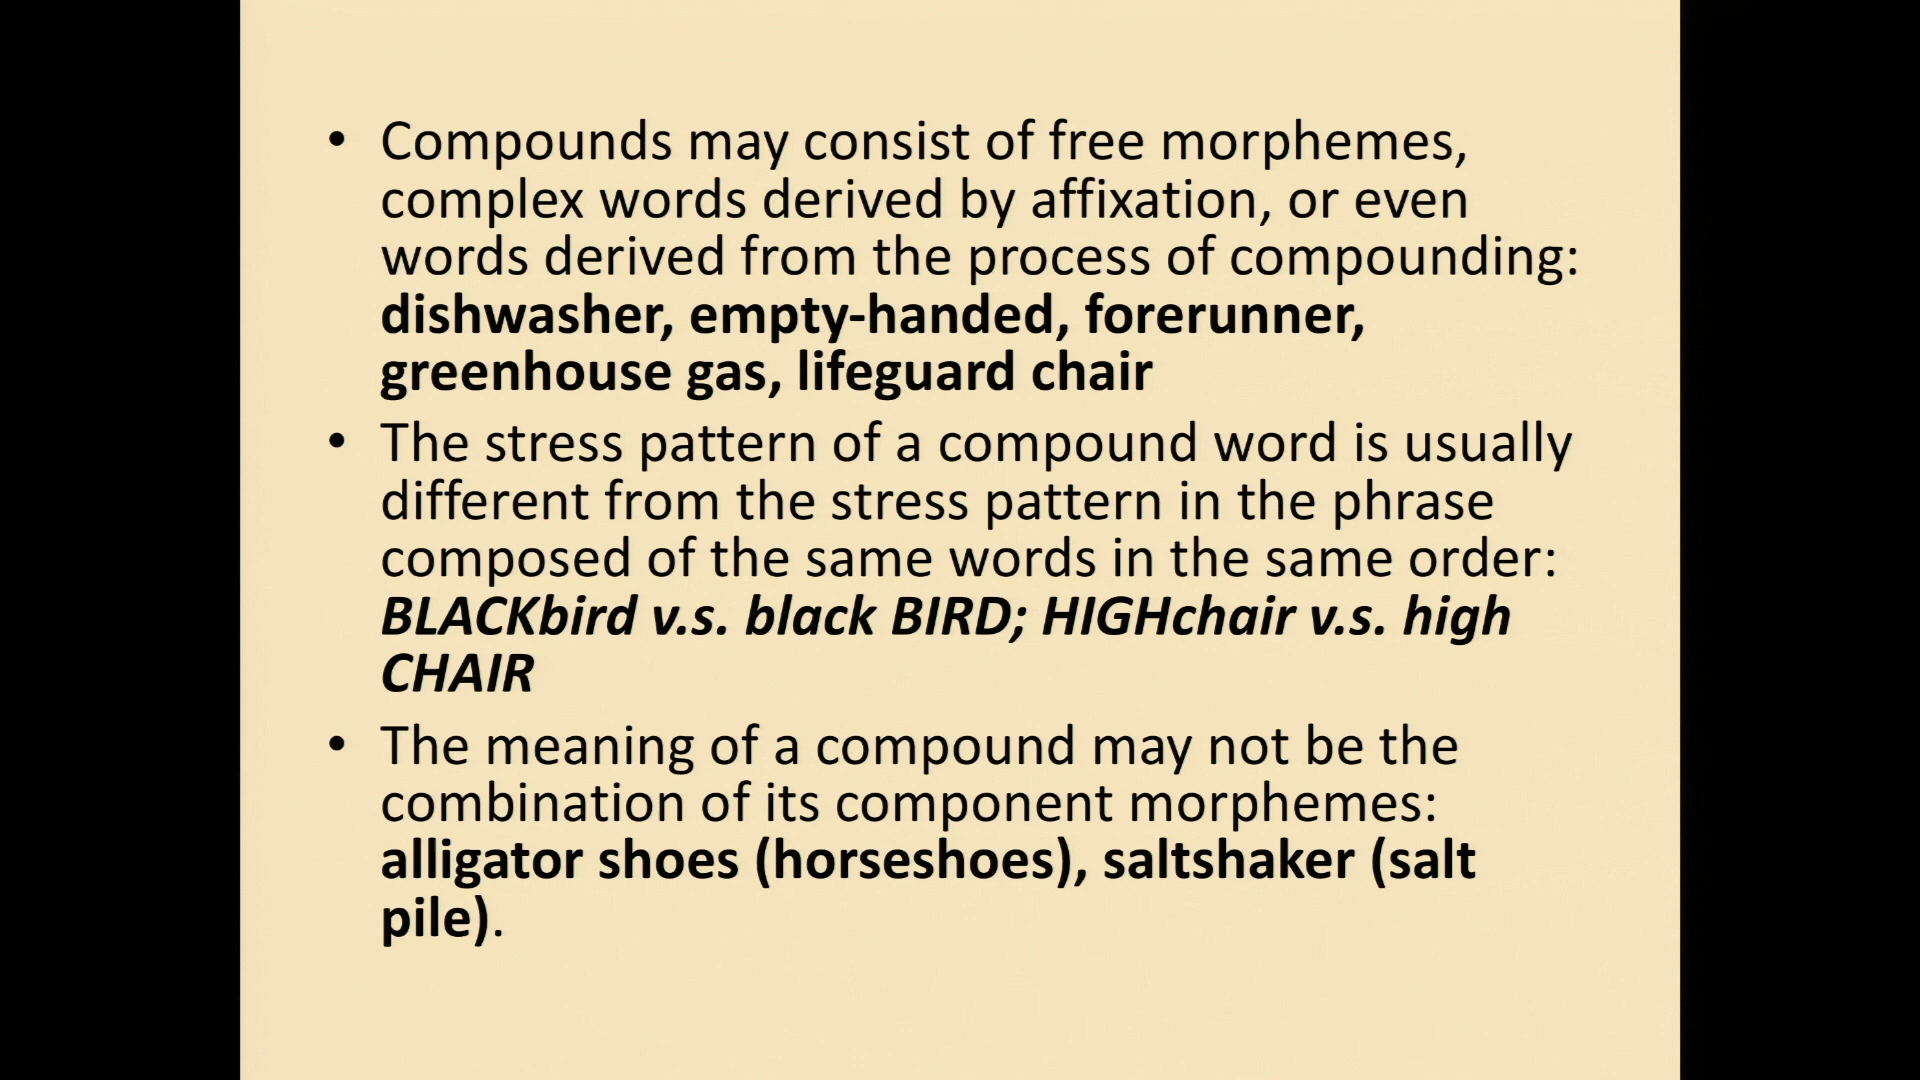 • Compounds may consist of free morphemes,
complex words derived by affixation, or even
words derived from the process of compounding:
dishwasher, empty-handed, forerunner,
greenhouse gas, lifeguard chair
• The stress pattern of a compound word is usually
different from the stress pattern in the phrase
composed of the same words in the same order:
BLACKbird v.s. black BIRD; HIGHchair v.s. high
CHAIR
• The meaning of a compound may not be the
combination of its component morphemes:
alligator shoes (horseshoes), saltshaker (salt
pile).